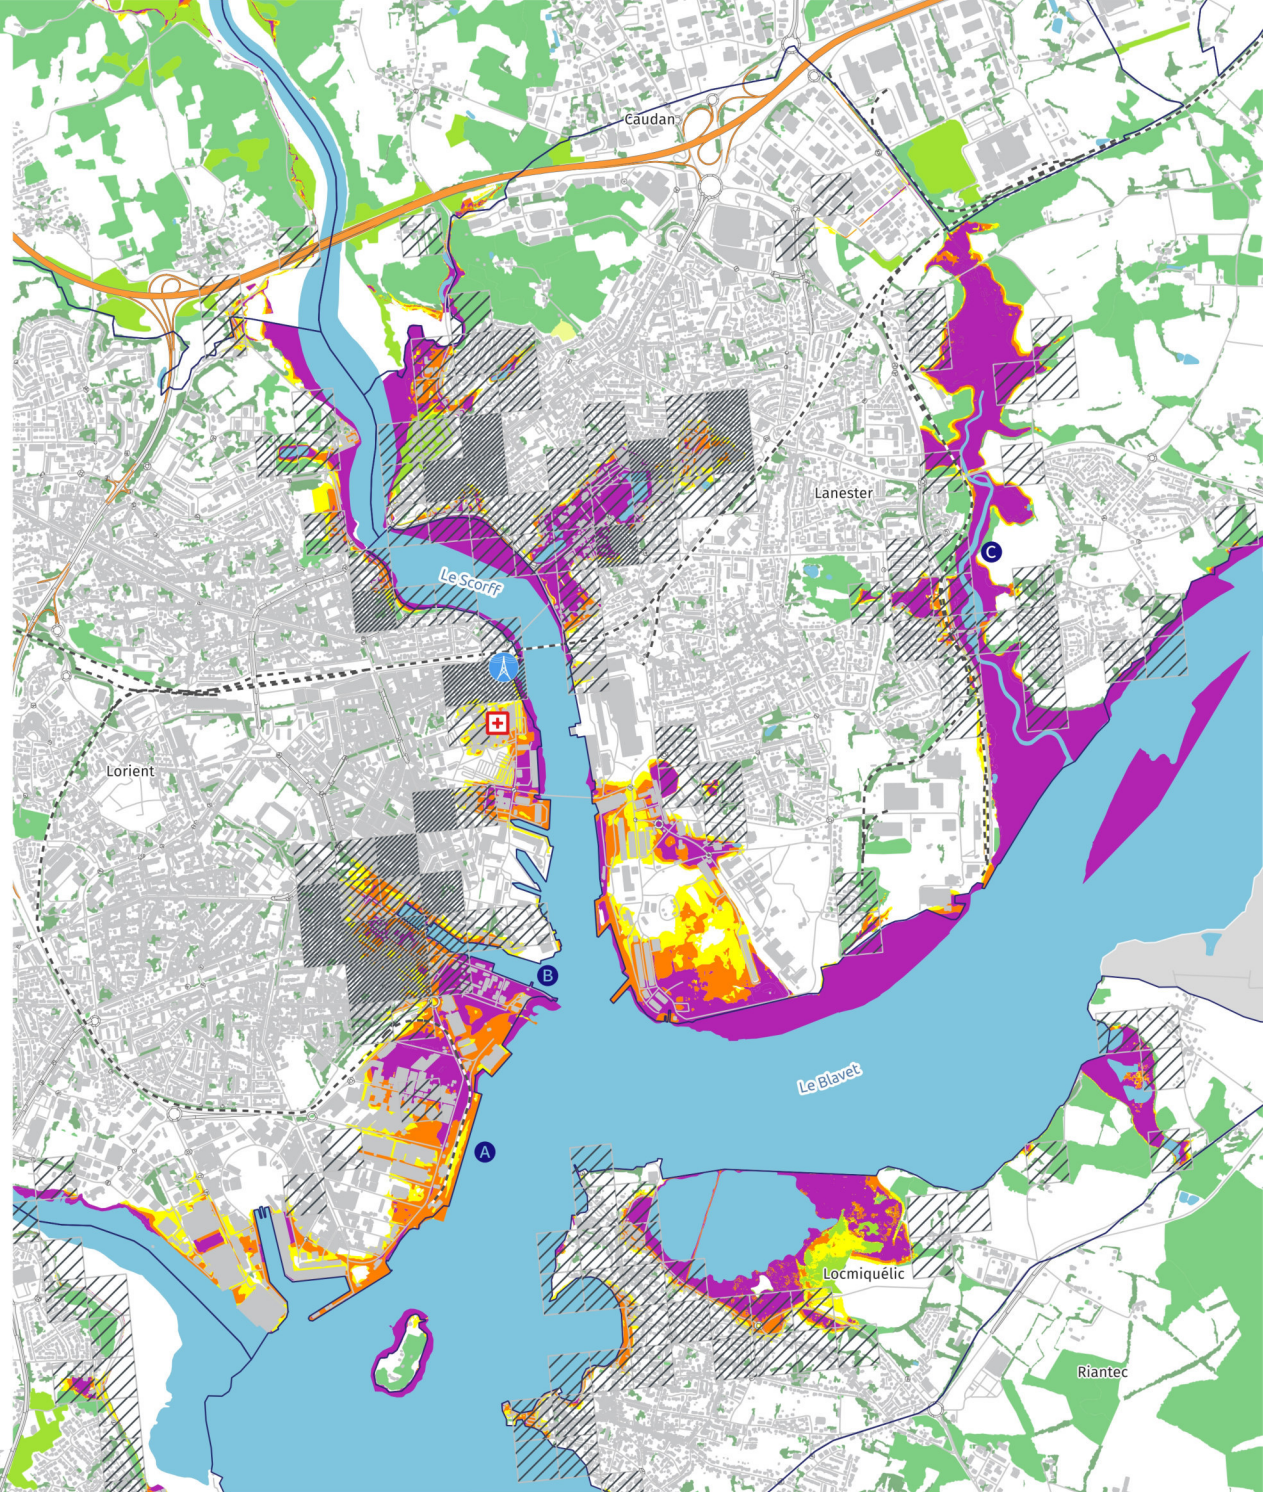 Caudan
Lanester
C
Le Scorff
Lorient
B
Le Blavet
A
Locmiquélic
Riantec